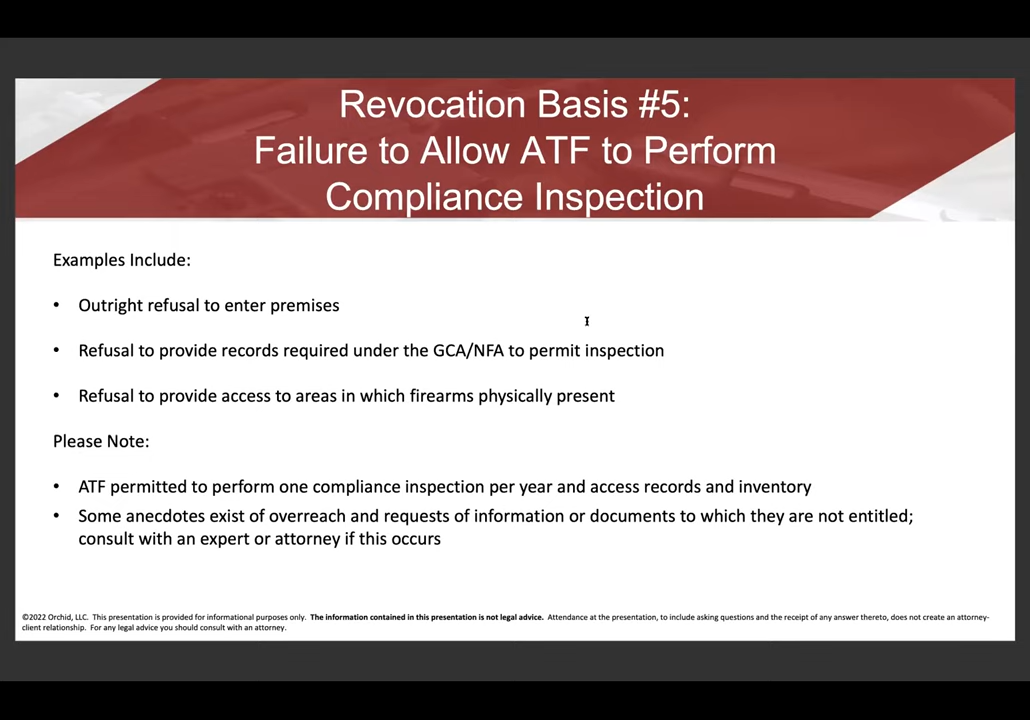 Revocation Basis #5:
Failure to Allow ATF to Perform
Compliance Inspection
Examples Include:
• Outright refusal to enter premises
• Refusal to provide records required under the GCA/NFA to permit inspection
• Refusal to provide access to areas in which firearms physically present
Please Note:
• ATF permitted to perform one compliance inspection per year and access records and inventory
• Some anecdotes exist of overreach and requests of information or documents to which they are not entitled;
consult with an expert or attorney if this occurs
©2022 Orchid, LLC. This presentation is provided for informational purposes only. The information contained in this presentation is not legal advice. Attendance at the presentation, to include asking questions and the receipt of any answer thereto, does not create an attorney-
client relationship. For any legal advice you should consult with an attorney.